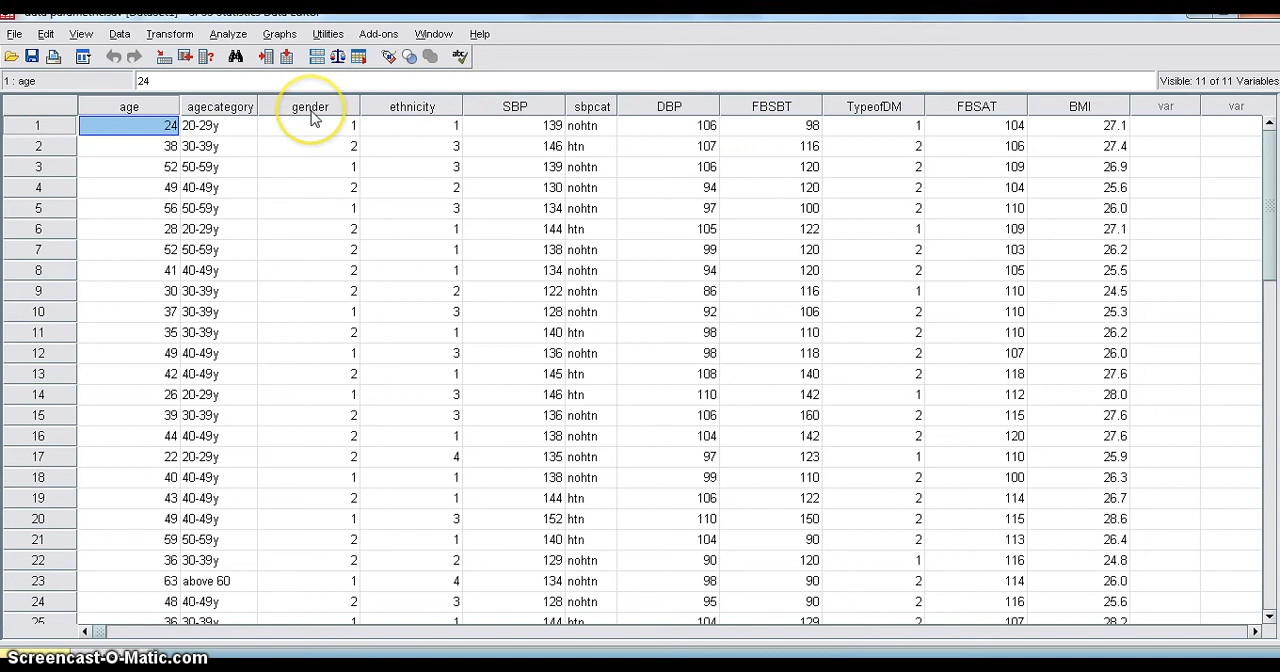 File Edit View Data Transform Analyze Graphs Utilities Add-ons Window Help
1 : age 24 Visible: 11 of 11 Variables
age agecategory gender ethnicity SBP sbpcat DBP FBSBT TypeofDM FBSAT BMI var var
1 24 20-29y 1 1 139 nohtn 106 98 1 104 27.1
2 38 30-39y 2 3 146 htn 107 116 2 106 27.4
3 52 50-59y 1 3 139 nohtn 106 120 2 109 26.9
4 49 40-49y 2 2 130 nohtn 94 120 2 104 25.6
5 56 50-59y 1 3 134 nohtn 97 100 2 110 26.0
6 28 20-29y 2 1 144 htn 105 122 1 109 27.1
7 52 50-59y 2 1 138 nohtn 99 120 2 103 26.2
8 41 40-49y 2 1 134 nohtn 94 120 2 105 25.5
9 30 30-39y 2 2 122 nohtn 86 116 1 110 24.5
10 37 30-39y 1 3 128 nohtn 92 106 2 110 25.3
11 35 30-39y 2 1 140 htn 98 110 2 110 26.2
12 49 40-49y 1 3 136 nohtn 98 118 2 107 26.0
13 42 40-49y 2 1 145 htn 108 140 2 118 27.6
14 26 20-29y 1 3 146 htn 110 142 1 112 28.0
15 39 30-39y 2 3 136 nohtn 106 160 2 115 27.6
16 44 40-49y 2 1 138 nohtn 104 142 2 120 27.6
17 22 20-29y 2 4 135 nohtn 97 123 1 110 25.9
18 40 40-49y 1 1 138 nohtn 99 110 2 100 26.3
19 43 40-49y 2 1 144 htn 106 122 2 114 26.7
20 49 40-49y 1 3 152 htn 110 150 2 115 28.6
21 59 50-59y 2 1 140 htn 104 90 2 113 26.4
22 36 30-39y 2 2 129 nohtn 90 120 1 116 24.8
23 63 above 60 1 4 134 nohtn 98 90 2 114 26.0
24 48 40-49y 2 3 128 nohtn 95 90 2 116 25.6
25 36 30-39y 1 1 144 htn 104 129 2 107 28.2
Screencast-O-Matic.com